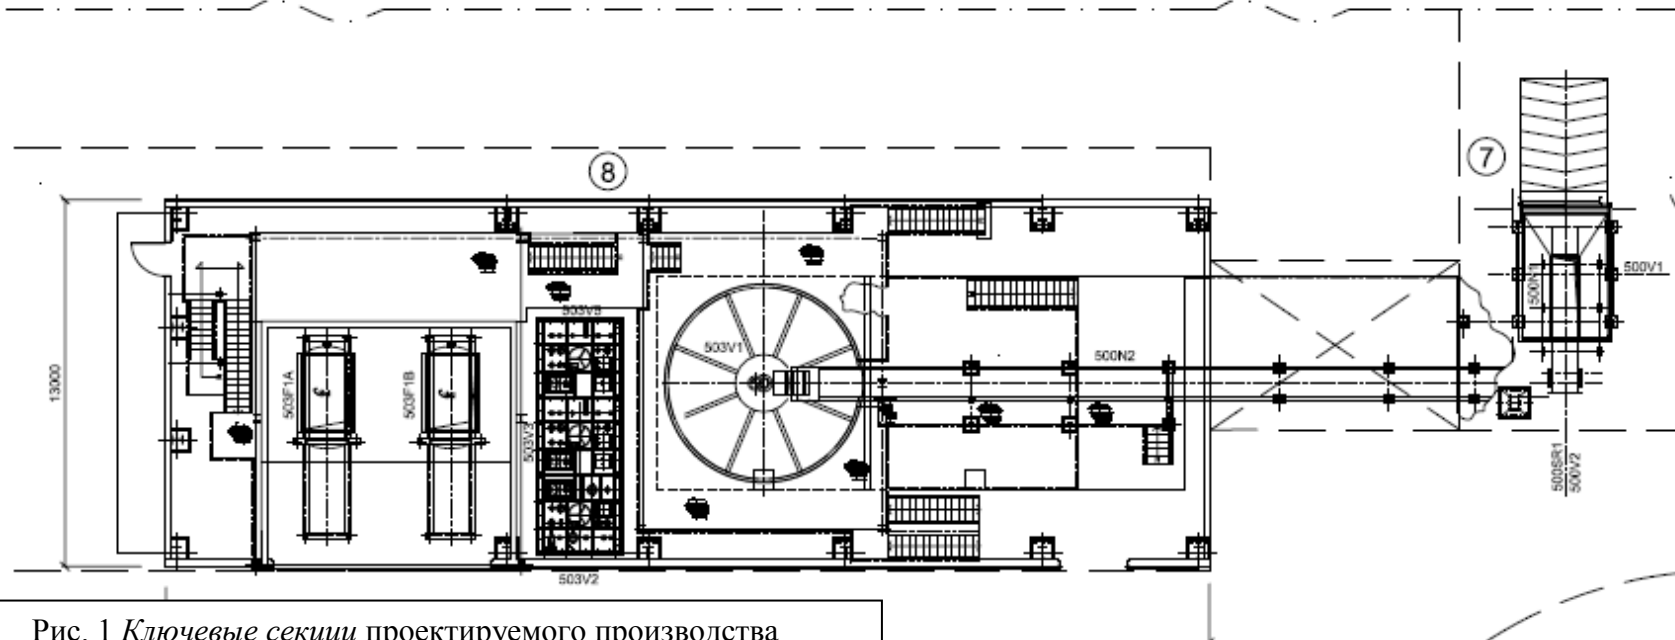 8
7
500V1
500N1
503V5
503V1
500N2
503F1A
503F1B
13000
503V3
500SR1
500V2
503V2
Рис. 1 Ключевые секции проектируемого производства